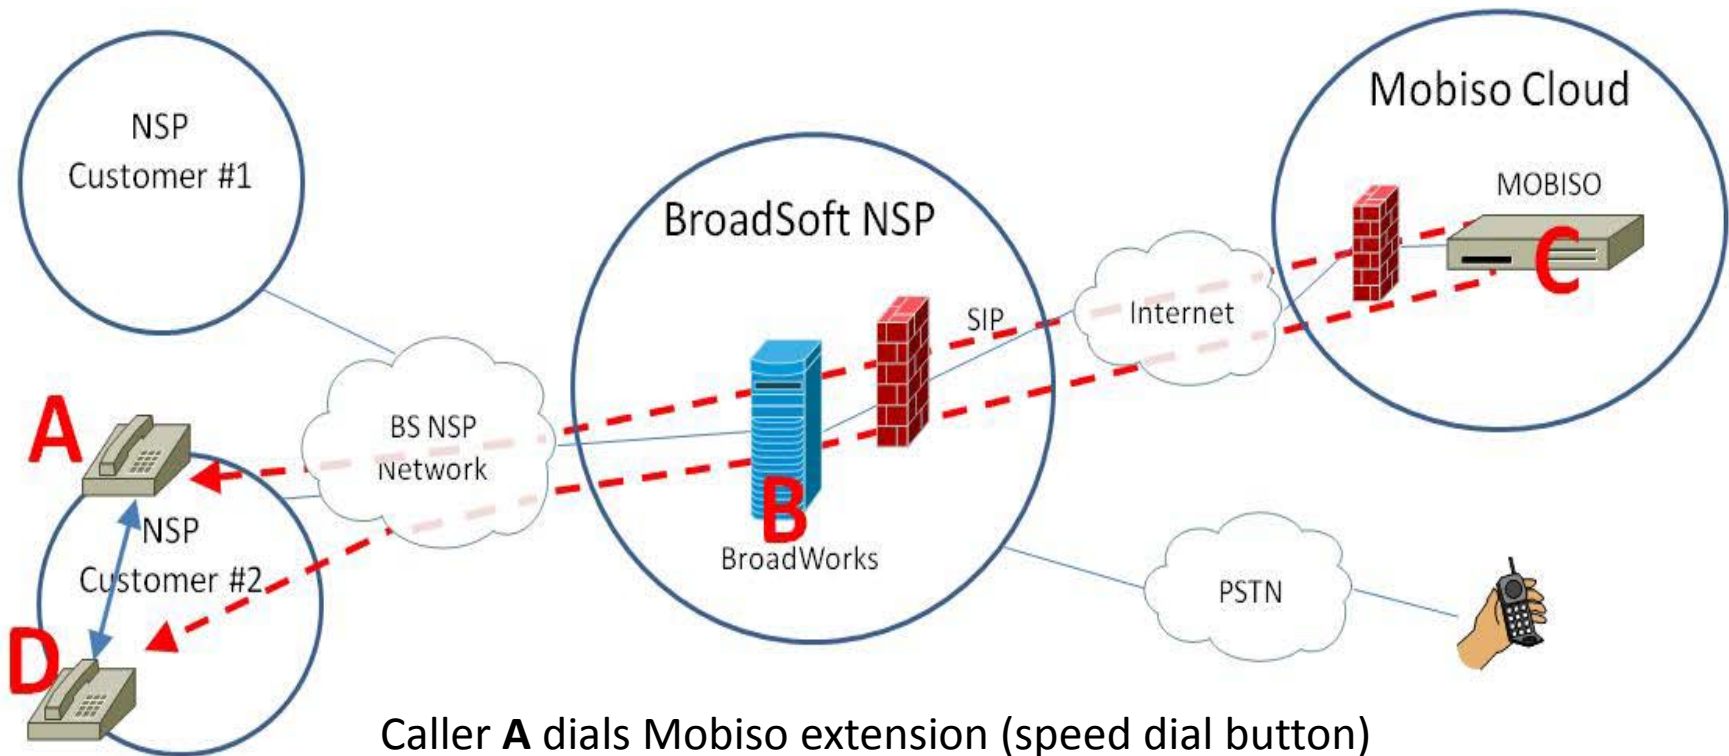 NSP
Customer #1
Mobiso Cloud
MOBISO
C
BroadSoft NSP
SIP
Internet
A
BS NSP
Network
B
BroadWorks
NSP
Customer #2
D
PSTN
Caller A dials Mobiso extension (speed dial button)